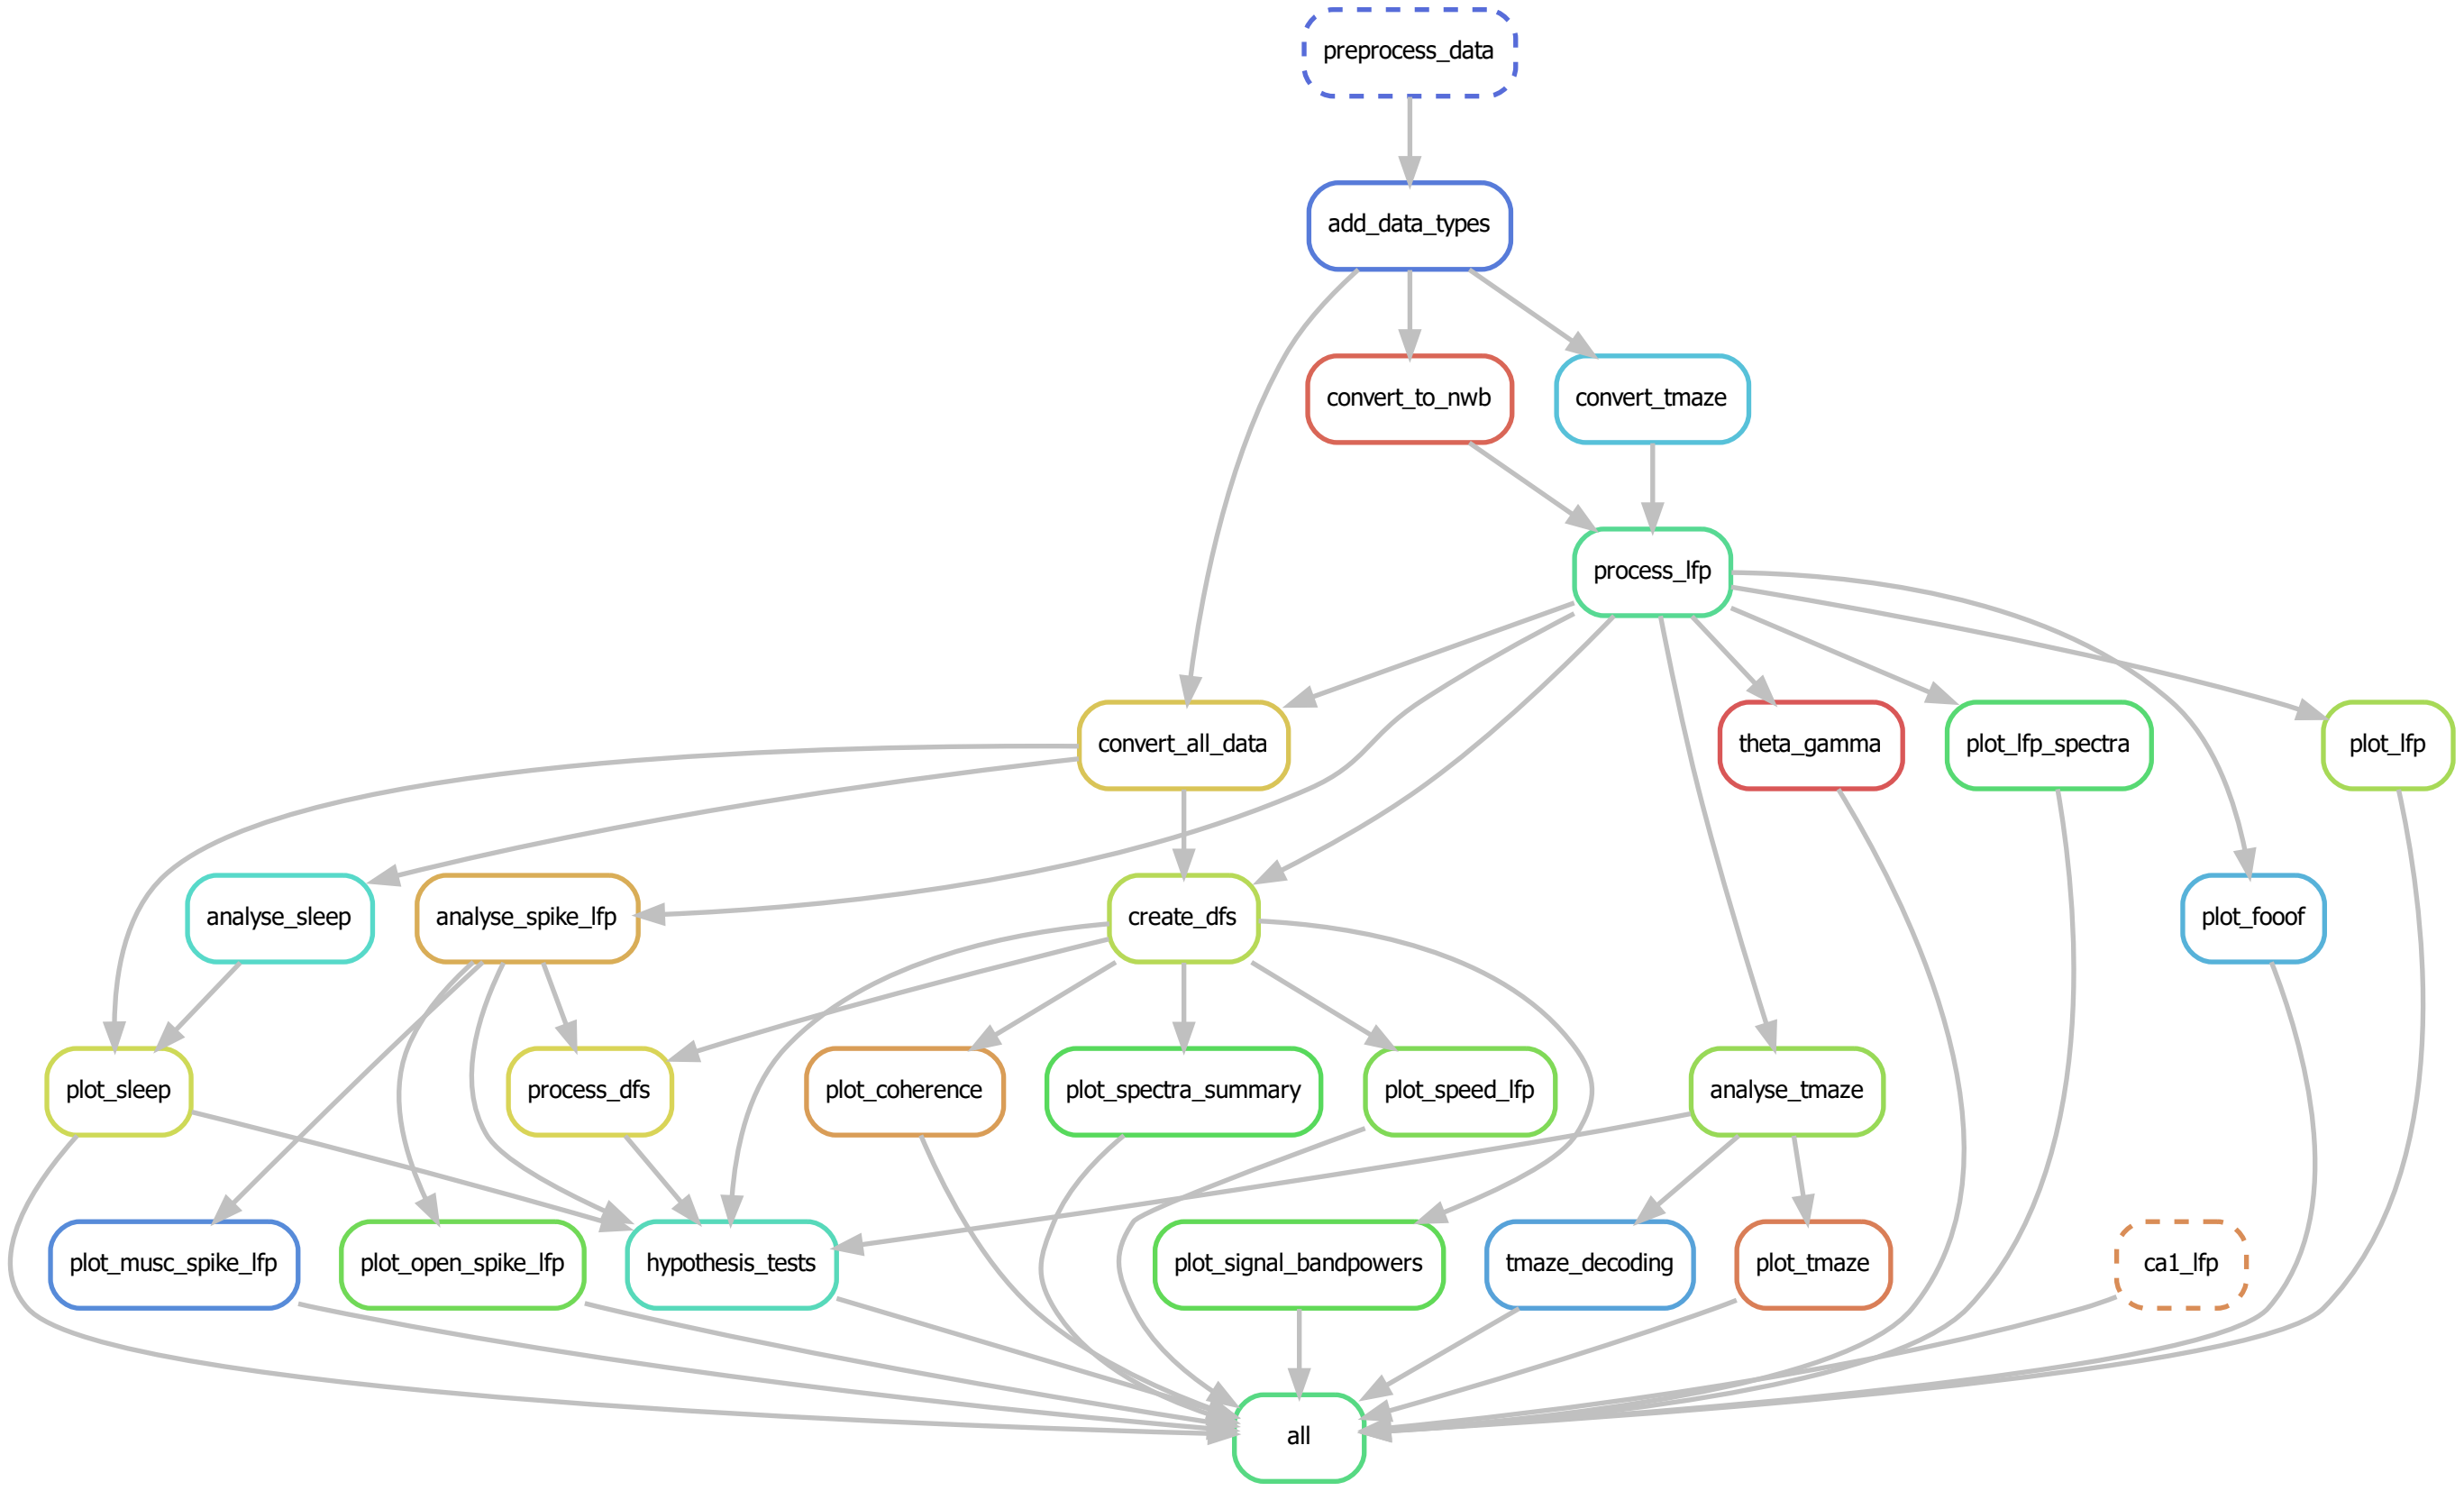 preprocess_data
add_data_types
convert_to_nwb
convert_tmaze
process_lfp
convert_all_data
theta_gamma
plot_lfp_spectra
plot_lfp
analyse_sleep
analyse_spike_lfp
create_dfs
plot_fooof
plot_sleep
process_dfs
plot_coherence
plot_spectra_summary
plot_speed_lfp
analyse_tmaze
plot_musc_spike_lfp
plot_open_spike_lfp
hypothesis_tests
plot_signal_bandpowers
tmaze_decoding
plot_tmaze
ca1_lfp
all